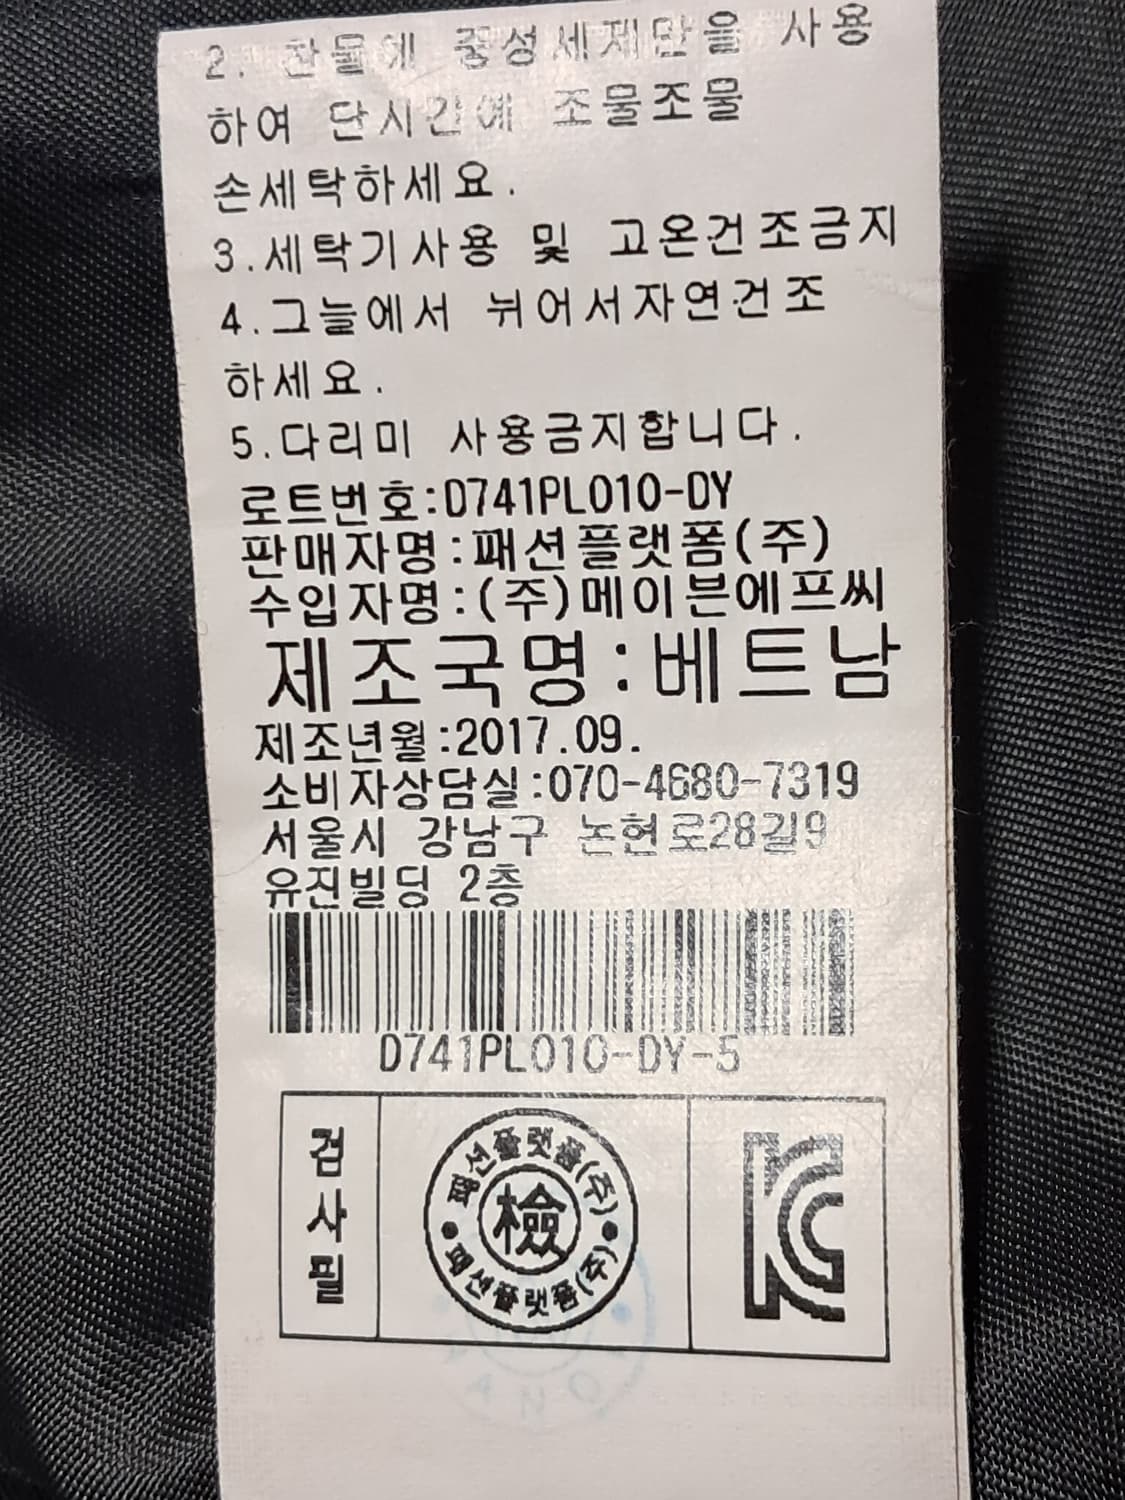 2. 찬물에 중성세제만을 사용
하여 단시간에 조물조물
손세탁하세요.
3.세탁기사용 및 고온건조금지
4.그늘에서 뉘어서자연건조
하세요.
5.다리미 사용금지합니다.
로트번호:D741PL010-DY
판매자명:패션플랫폼(주)
수입자명:(주)메이븐에프씨
제조국명:베트남
제조년월:2017.09.
소비자상담실:070-4680-7319
서울시 강남구 논현로28길9
유진빌딩 2층
D741PL010-DY-5
검사필
패션플랫폼(주)
檢
패션플랫폼(주)
KC